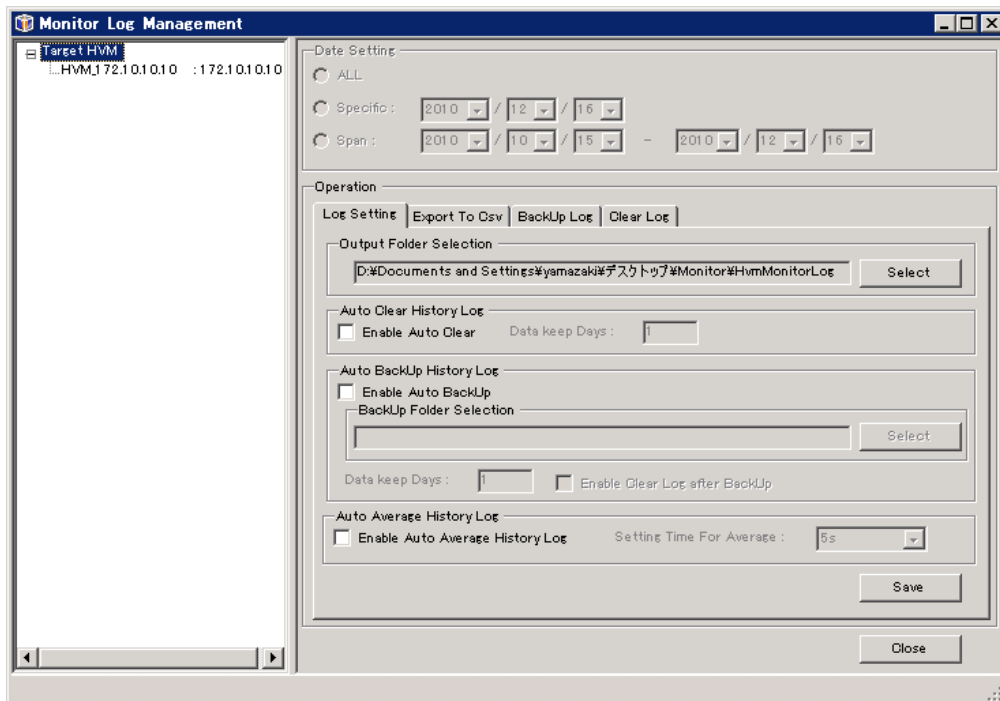 Monitor Log Management
Target HVM
HVM_172.10.10.10 : 172.10.10.10
Date Setting
ALL
Specific : 2010 / 12 / 16
Span : 2010 / 10 / 15 - 2010 / 12 / 16
Operation
Log Setting Export To Csv BackUp Log Clear Log
Output Folder Selection
D:¥Documents and Settings¥yamazaki¥デスクトップ¥Monitor¥HvmMonitorLog Select
Auto Clear History Log
Enable Auto Clear Data keep Days : 1
Auto BackUp History Log
Enable Auto BackUp
BackUp Folder Selection
Select
Data keep Days : 1 Enable Clear Log after BackUp
Auto Average History Log
Enable Auto Average History Log Setting Time For Average : 5s
Save
Close